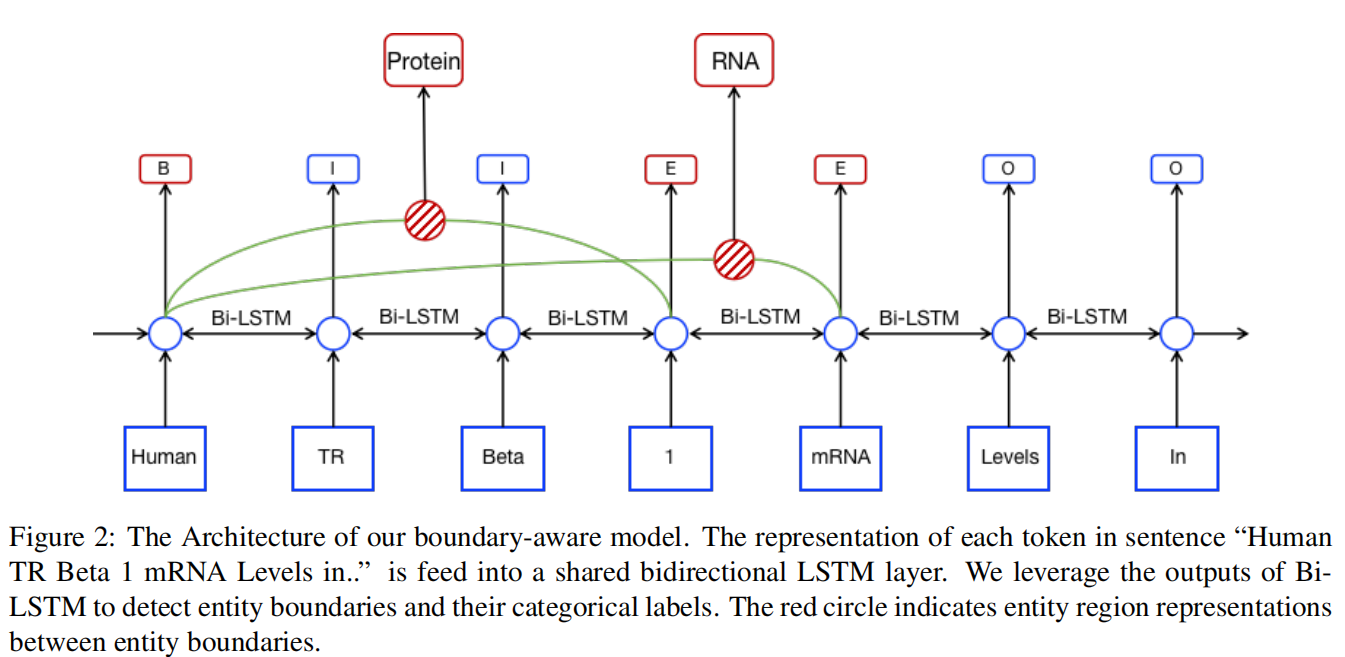 Protein RNA
B I I E E O O
Bi-LSTM Bi-LSTM Bi-LSTM Bi-LSTM Bi-LSTM Bi-LSTM
Human TR Beta 1 mRNA Levels In
Figure 2: The Architecture of our boundary-aware model. The representation of each token in sentence “Human
TR Beta 1 mRNA Levels in..” is feed into a shared bidirectional LSTM layer. We leverage the outputs of Bi-
LSTM to detect entity boundaries and their categorical labels. The red circle indicates entity region representations
between entity boundaries.